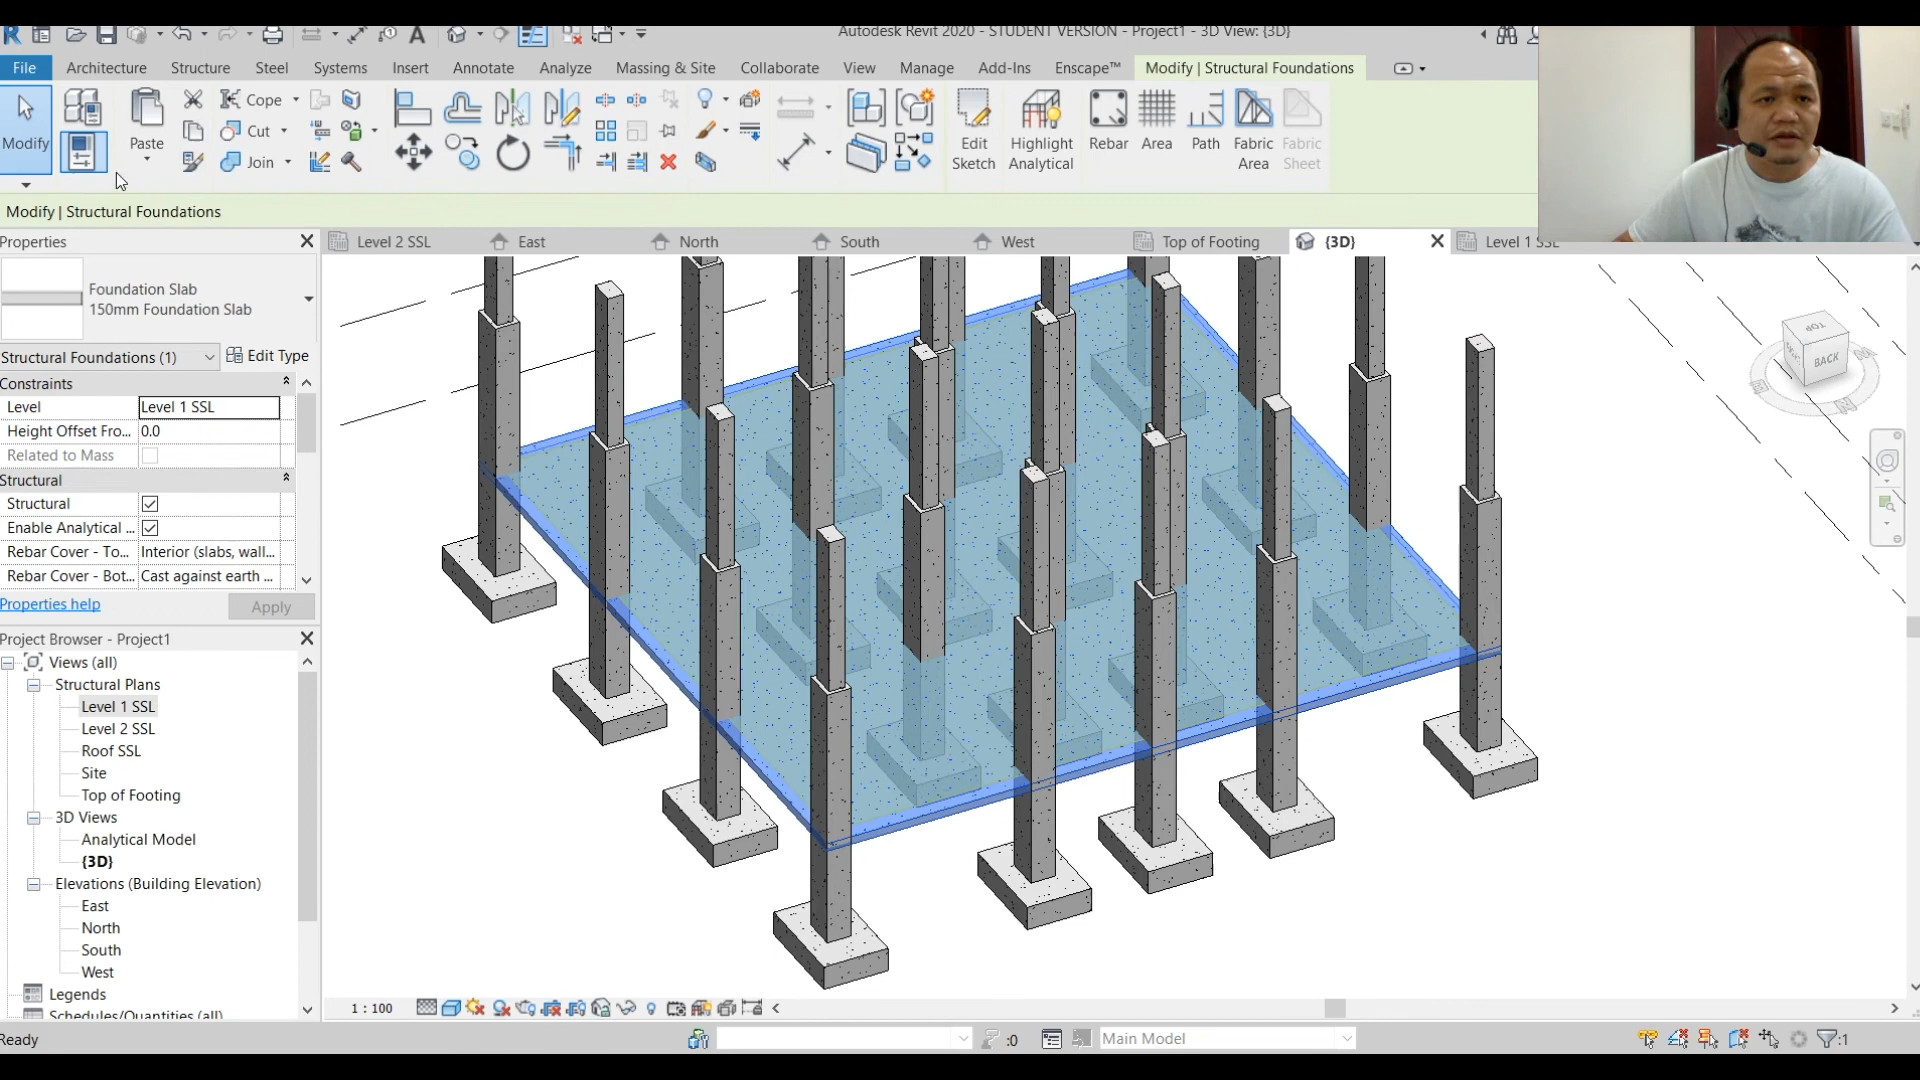 Autodesk Revit 2020 - STUDENT VERSION - Project1 - 3D View: {3D}
File Architecture Structure Steel Systems Insert Annotate Analyze Massing & Site Collaborate View Manage Add-Ins Enscape™ Modify | Structural Foundations
Modify Paste Cope Cut Join Edit Sketch Highlight Analytical Rebar Area Path Fabric Area Fabric Sheet
Modify | Structural Foundations
Properties
Level 2 SSL East North South West Top of Footing {3D} Level 1 SSL
Foundation Slab
150mm Foundation Slab
Structural Foundations (1) Edit Type
Constraints
Level Level 1 SSL
Height Offset Fro... 0.0
Related to Mass
Structural
Structural
Enable Analytical ...
Rebar Cover - To... Interior (slabs, wall...
Rebar Cover - Bot... Cast against earth ...
Properties help Apply
Project Browser - Project1
Views (all)
Structural Plans
Level 1 SSL
Level 2 SSL
Roof SSL
Site
Top of Footing
3D Views
Analytical Model
{3D}
Elevations (Building Elevation)
East
North
South
West
Legends
Schedules/Quantities (all)
TOP
BACK
1 : 100
Ready :0 Main Model :1